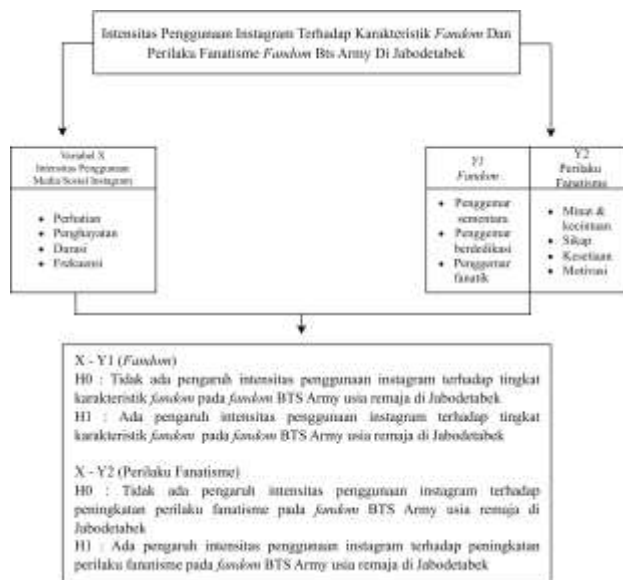 Intensitas Penggunaan Instagram Terhadap Karakteristik Fandom Dan
Perilaku Fanatisme Fandom Bts Army Di Jabodetabek
Variabel X
Intensitas Penggunaan
Media Sosial Instagram
• Perhatian
• Penghayatan
• Durasi
• Frekuensi
Y1
Fandom
• Penggemar
sementara
• Penggemar
berdedikasi
• Penggemar
fanatik
Y2
Perilaku
Fanatisme
• Minat &
kecintaan
• Sikap
• Kesetiaan
• Motivasi
X - Y1 (Fandom)
H0 : Tidak ada pengaruh intensitas penggunaan instagram terhadap tingkat
karakteristik fandom pada fandom BTS Army usia remaja di Jabodetabek
H1 : Ada pengaruh intensitas penggunaan instagram terhadap tingkat
karakteristik fandom pada fandom BTS Army usia remaja di Jabodetabek
X - Y2 (Perilaku Fanatisme)
H0 : Tidak ada pengaruh intensitas penggunaan instagram terhadap
peningkatan perilaku fanatisme pada fandom BTS Army usia remaja di
Jabodetabek
H1 : Ada pengaruh intensitas penggunaan instagram terhadap peningkatan
perilaku fanatisme pada fandom BTS Army usia remaja di Jabodetabek